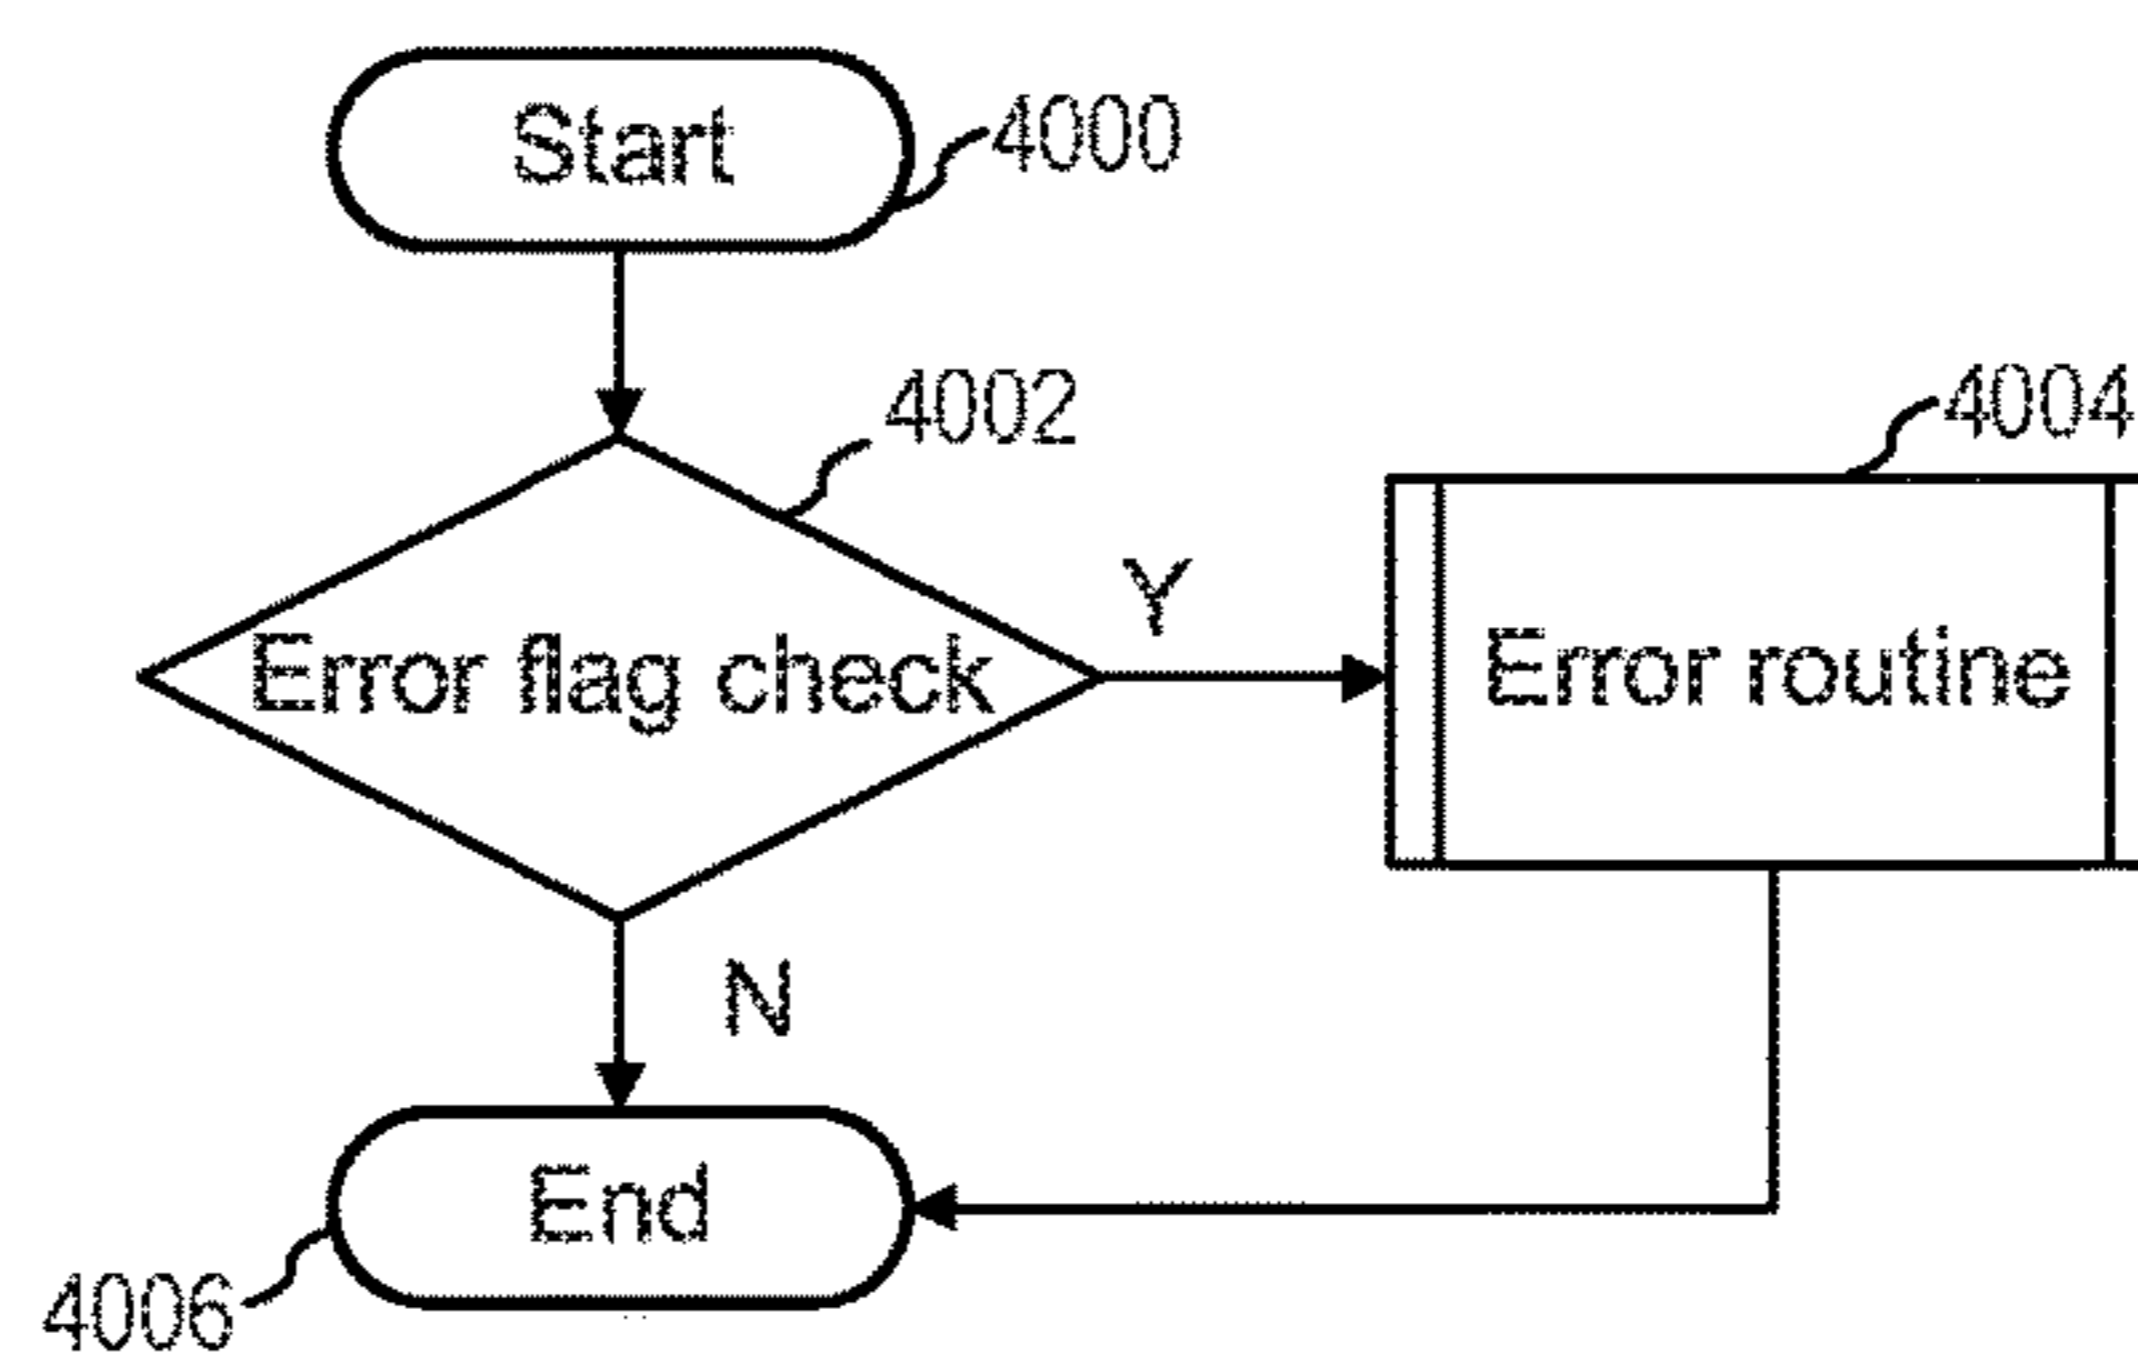 Start
4000
4002
4004
Y
Error flag check
Error routine
N
End
4006